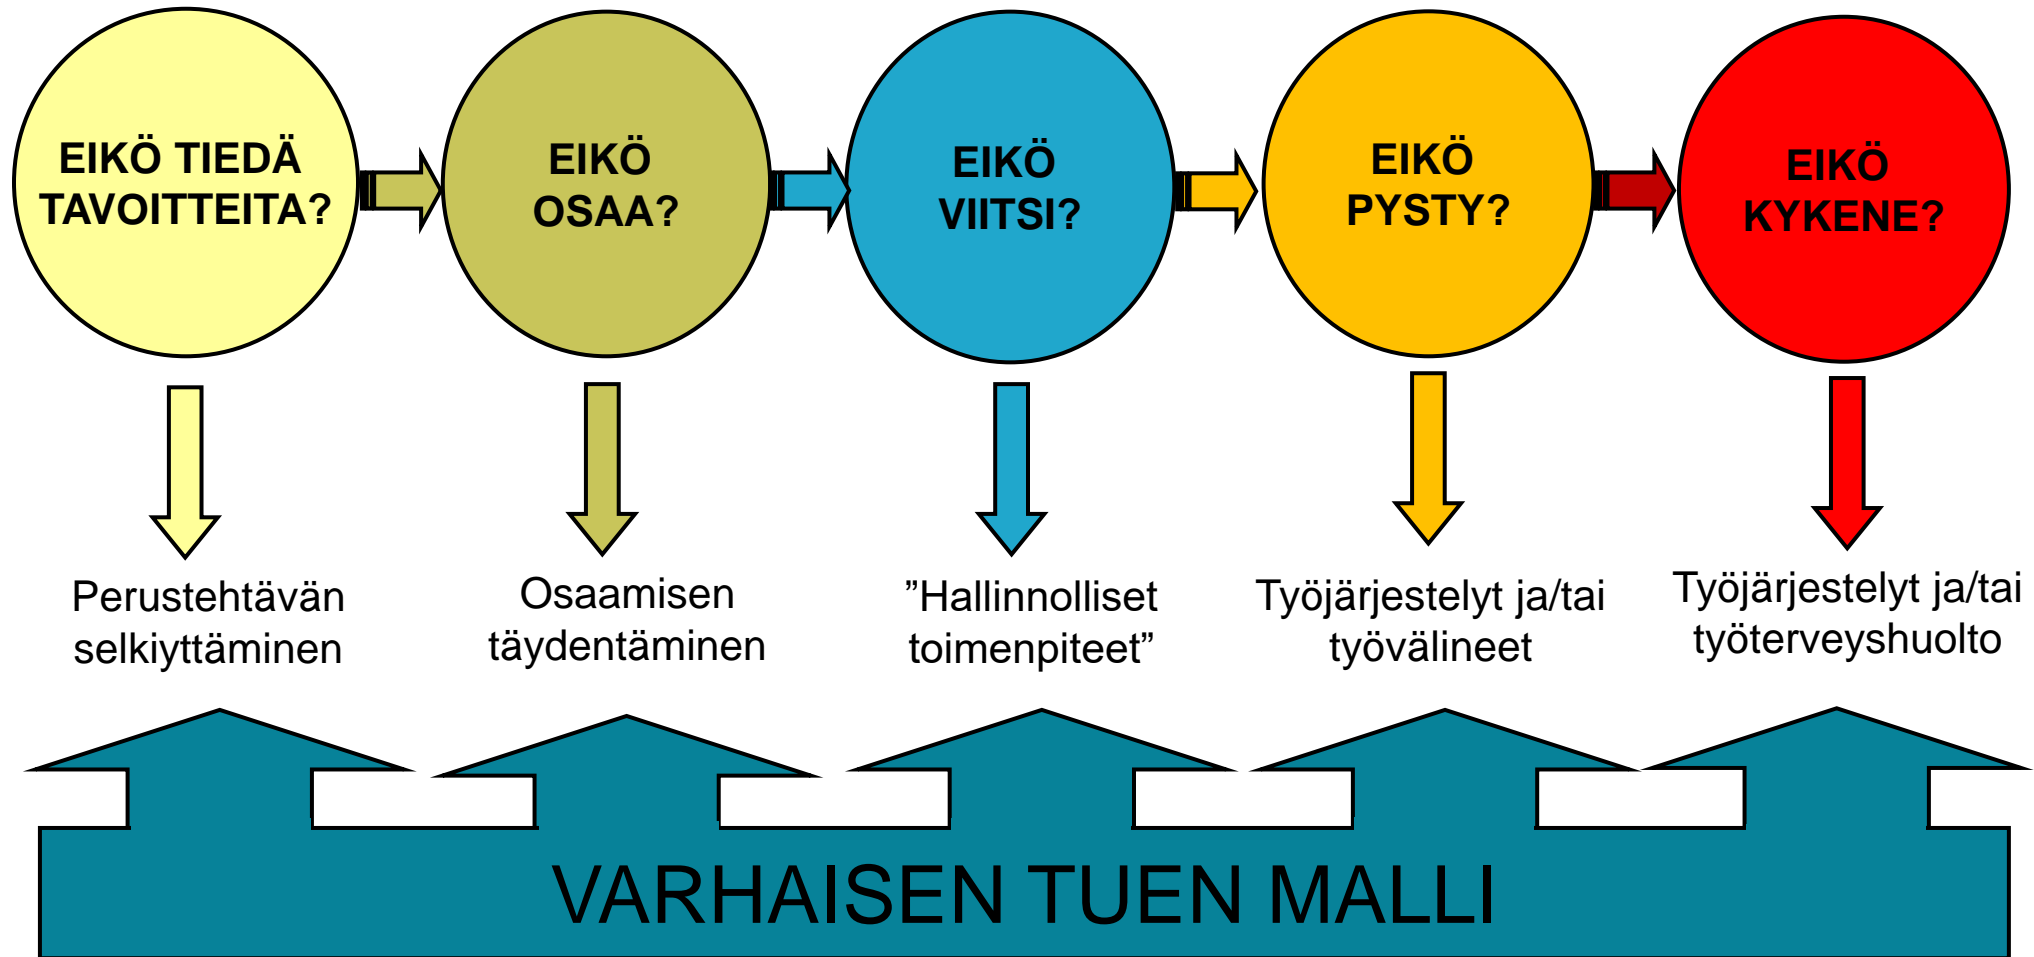 EIKÖ TIEDÄ
TAVOITTEITA?
EIKÖ
OSAA?
EIKÖ
VIITSI?
EIKÖ
PYSTY?
EIKÖ
KYKENE?
Perustehtävän
selkiyttäminen
Osaamisen
täydentäminen
”Hallinnolliset
toimenpiteet”
Työjärjestelyt ja/tai
työvälineet
Työjärjestelyt ja/tai
työterveyshuolto
VARHAISEN TUEN MALLI